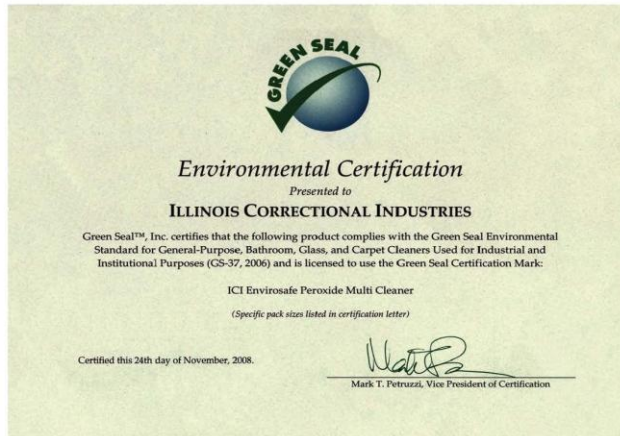 GREEN SEAL
Environmental Certification
Presented to
ILLINOIS CORRECTIONAL INDUSTRIES
Green Seal™, Inc. certifies that the following product complies with the Green Seal Environmental
Standard for General-Purpose, Bathroom, Glass, and Carpet Cleaners Used for Industrial and
Institutional Purposes (GS-37, 2006) and is licensed to use the Green Seal Certification Mark:
ICI Envirosafe Peroxide Multi Cleaner
(Specific pack sizes listed in certification letter)
Certified this 24th day of November, 2008.
Mark T. Petruzzi, Vice President of Certification